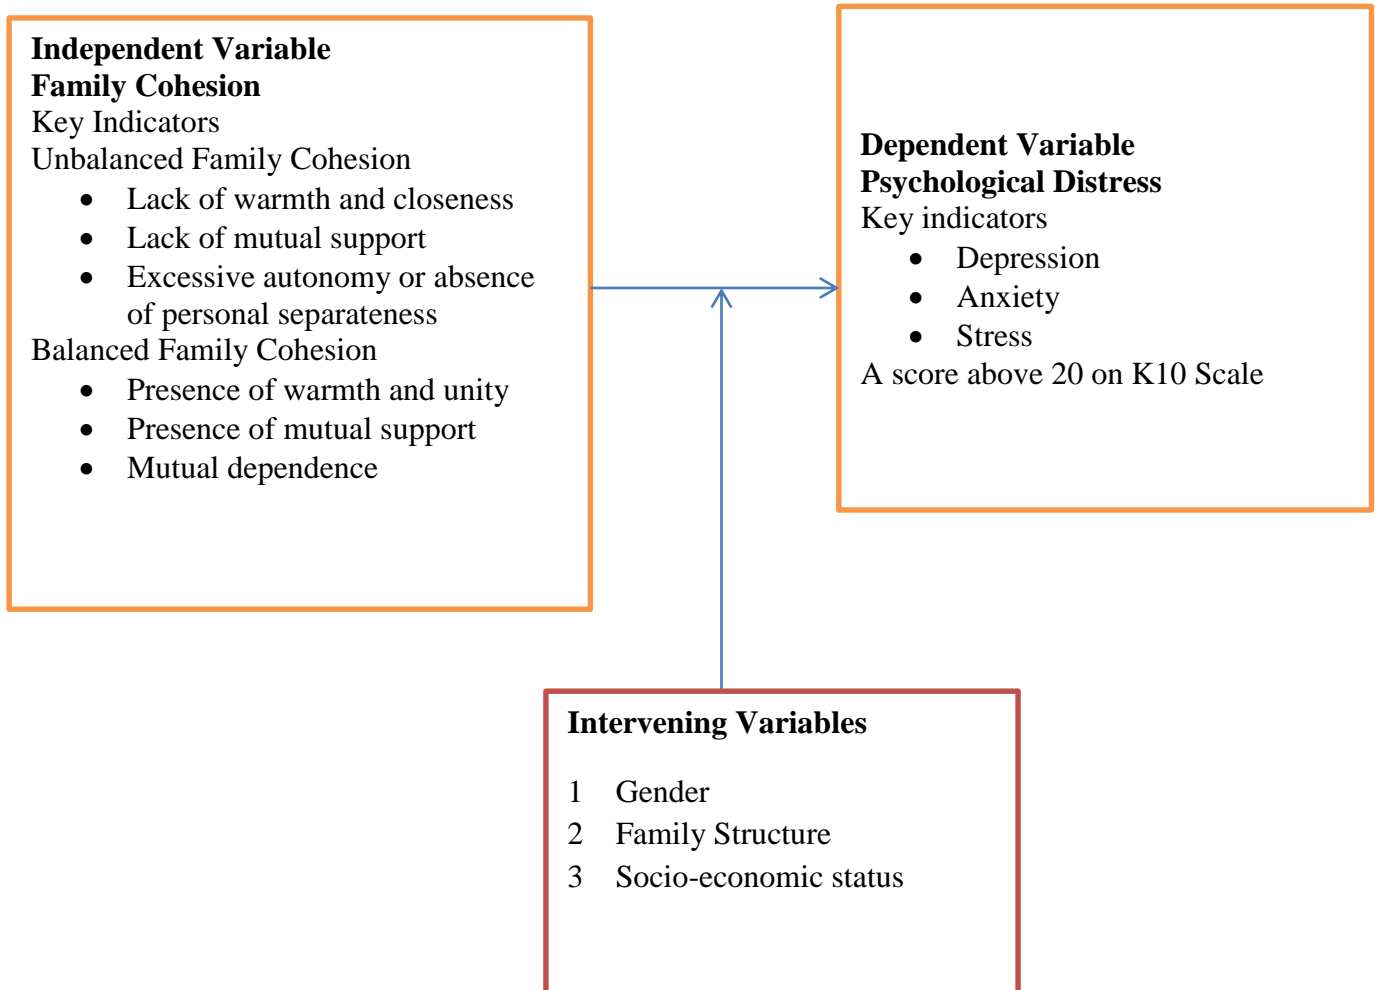 Independent Variable
Family Cohesion
Key Indicators
Unbalanced Family Cohesion
• Lack of warmth and closeness
• Lack of mutual support
• Excessive autonomy or absence
of personal separateness
Balanced Family Cohesion
• Presence of warmth and unity
• Presence of mutual support
• Mutual dependence
Dependent Variable
Psychological Distress
Key indicators
• Depression
• Anxiety
• Stress
A score above 20 on K10 Scale
Intervening Variables
1 Gender
2 Family Structure
3 Socio-economic status